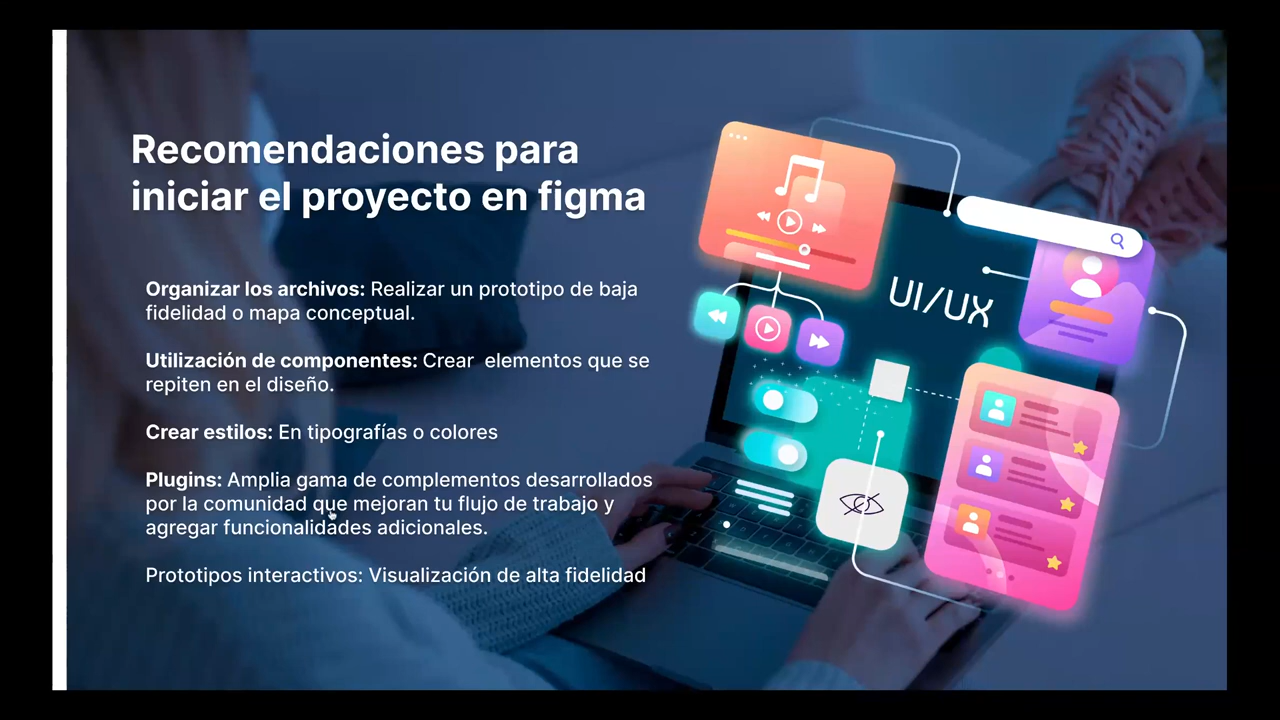 Recomendaciones para
iniciar el proyecto en figma
Organizar los archivos: Realizar un prototipo de baja
fidelidad o mapa conceptual.
Utilización de componentes: Crear  elementos que se
repiten en el diseño.
Crear estilos: En tipografías o colores
Plugins: Amplia gama de complementos desarrollados
por la comunidad que mejoran tu flujo de trabajo y
agregar funcionalidades adicionales.
Prototipos interactivos: Visualización de alta fidelidad
UI/UX